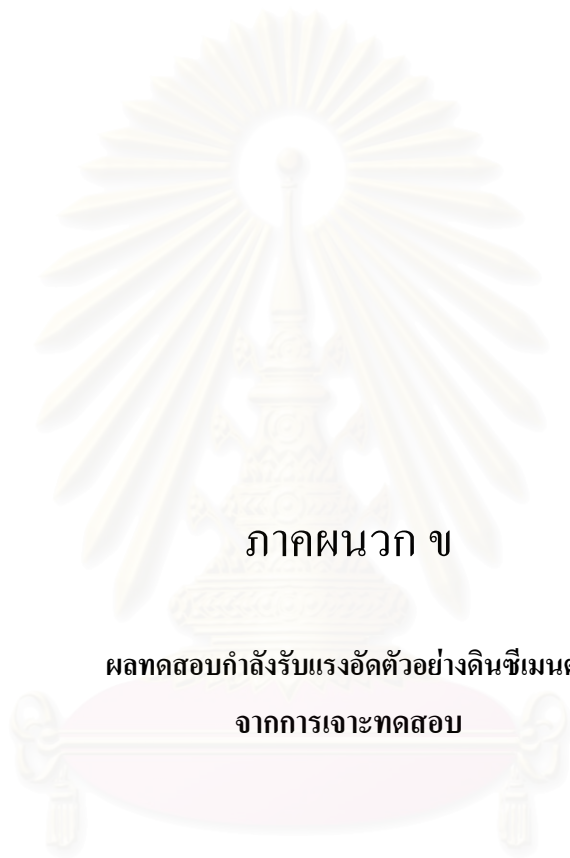 ภาคผนวก ข
ผลทดสอบกำลังรับแรงอัดตัวอย่างดินซีเมนต
จากการเจาะทดสอบ